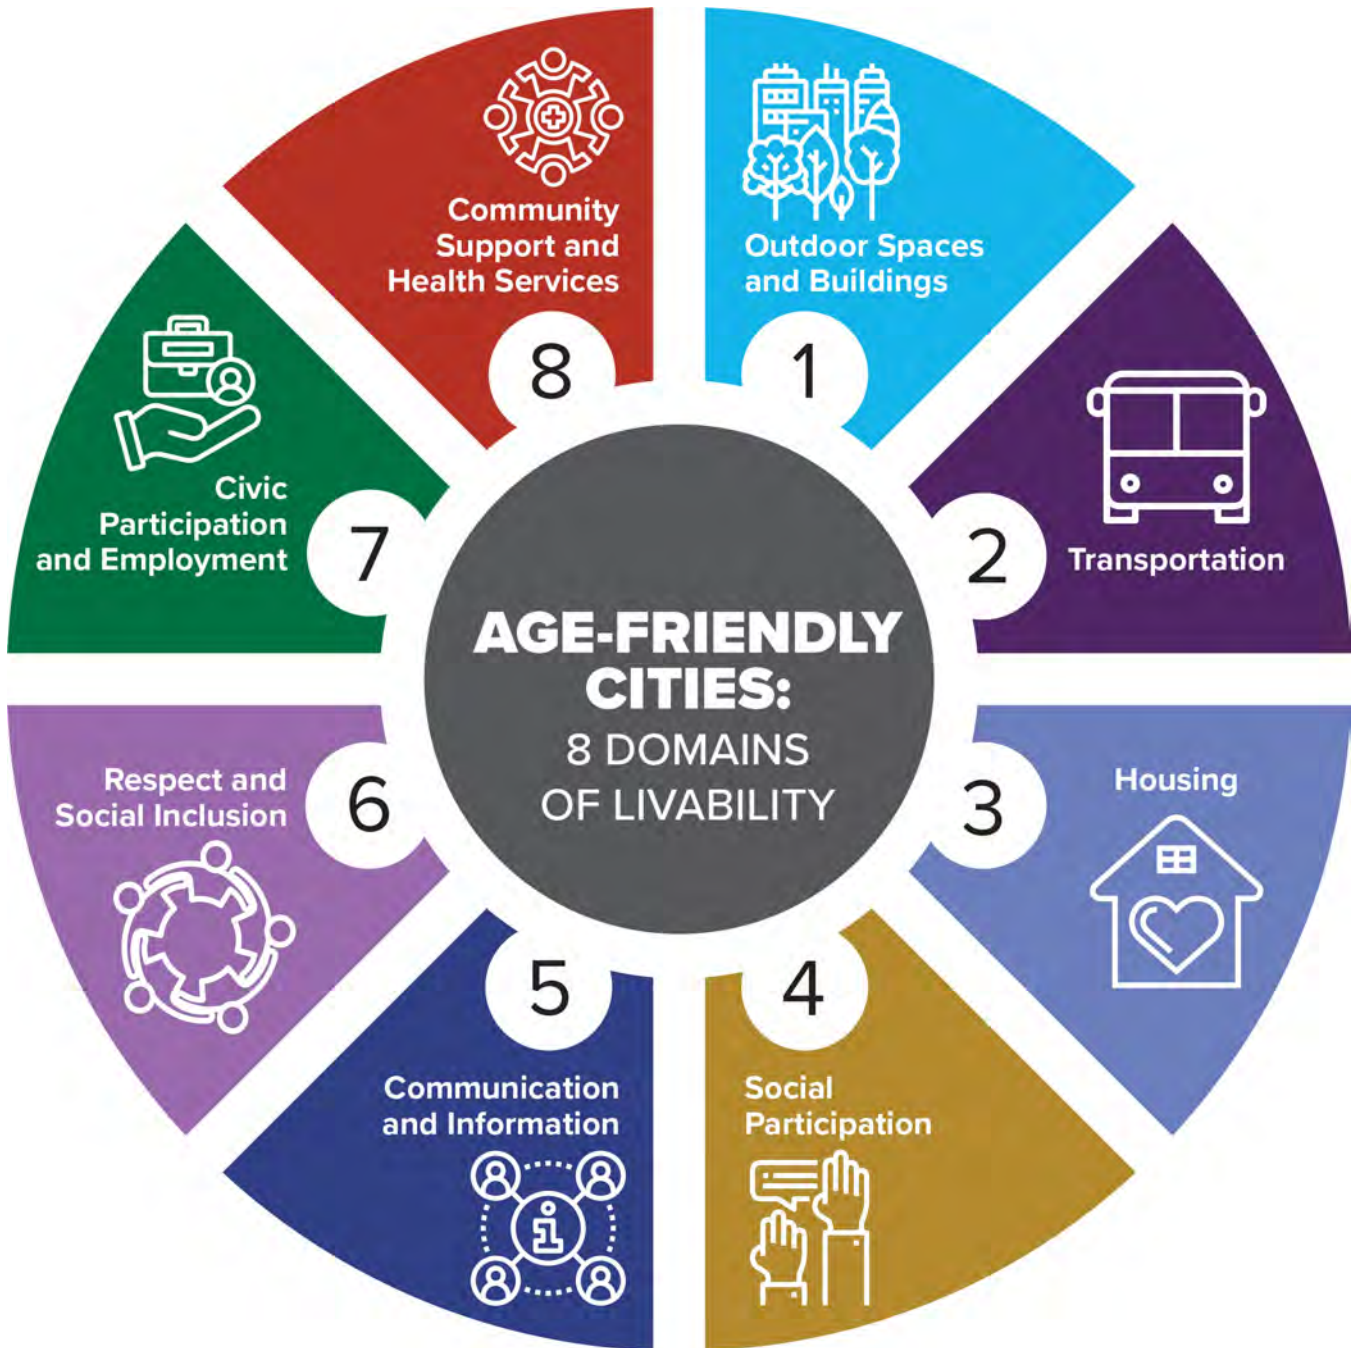 AGE-FRIENDLY
CITIES:
8 DOMAINS
OF LIVABILITY
1
Outdoor Spaces
and Buildings
2
Transportation
3
Housing
4
Social
Participation
5
Communication
and Information
6
Respect and
Social Inclusion
7
Civic
Participation
and Employment
8
Community
Support and
Health Services